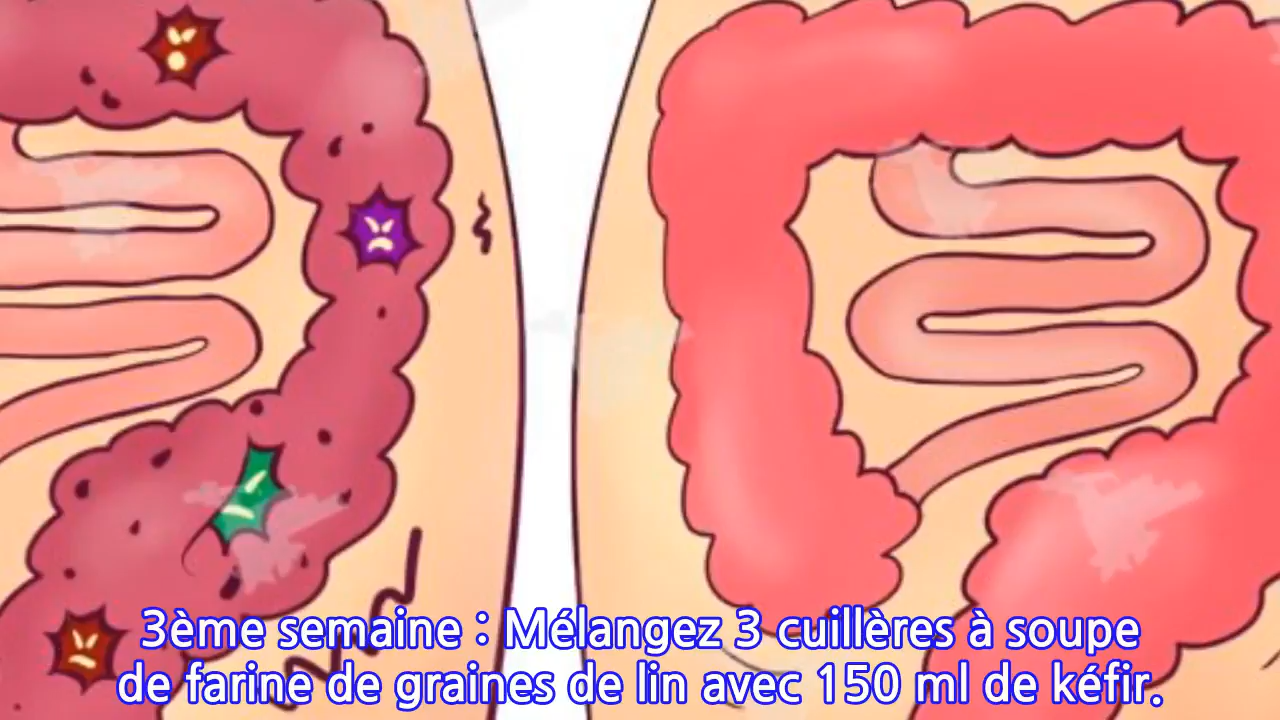 3ème semaine : Mélangez 3 cuillères à soupe
de farine de graines de lin avec 150 ml de kéfir.